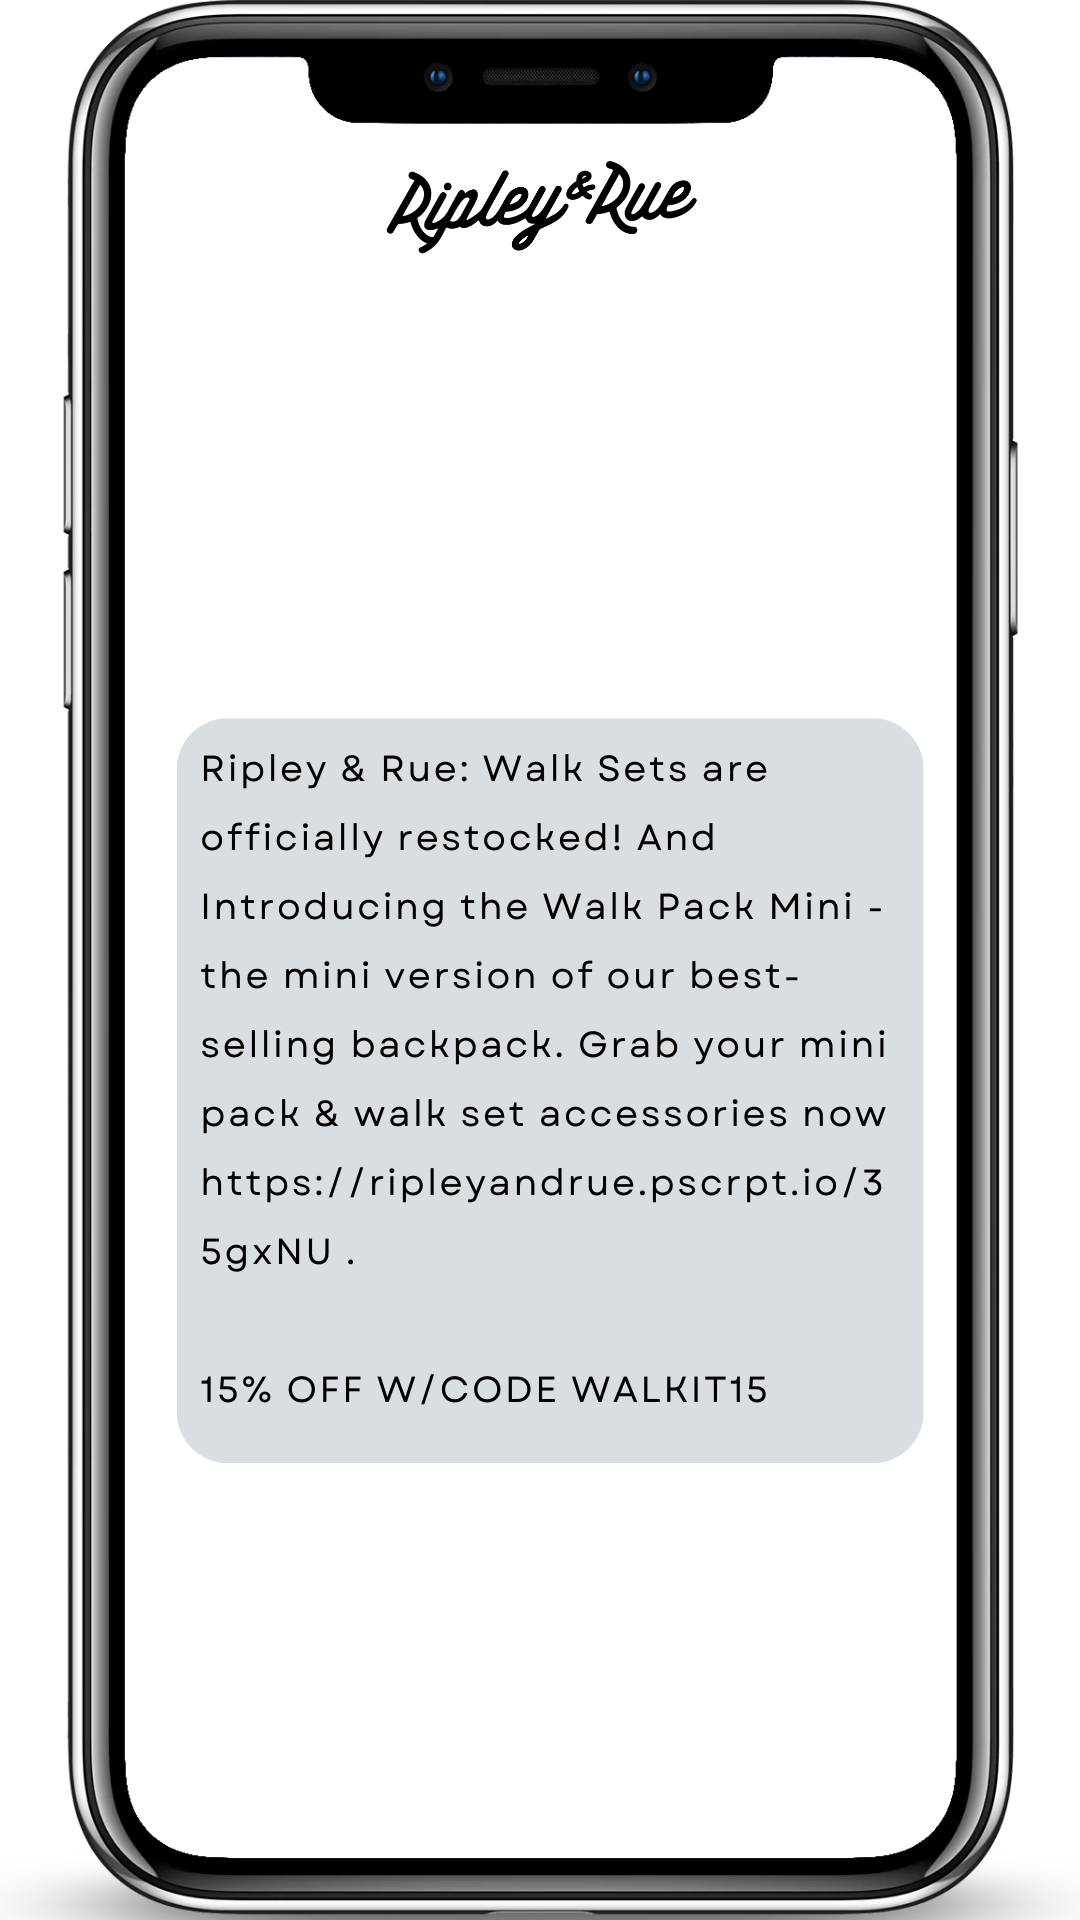 Ripley & Rue
Ripley & Rue: Walk Sets are
officially restocked! And
Introducing the Walk Pack Mini -
the mini version of our best-
selling backpack. Grab your mini
pack & walk set accessories now
https://ripleyandrue.pscrpt.io/3
5gxNU .
15% OFF W/CODE WALKIT15